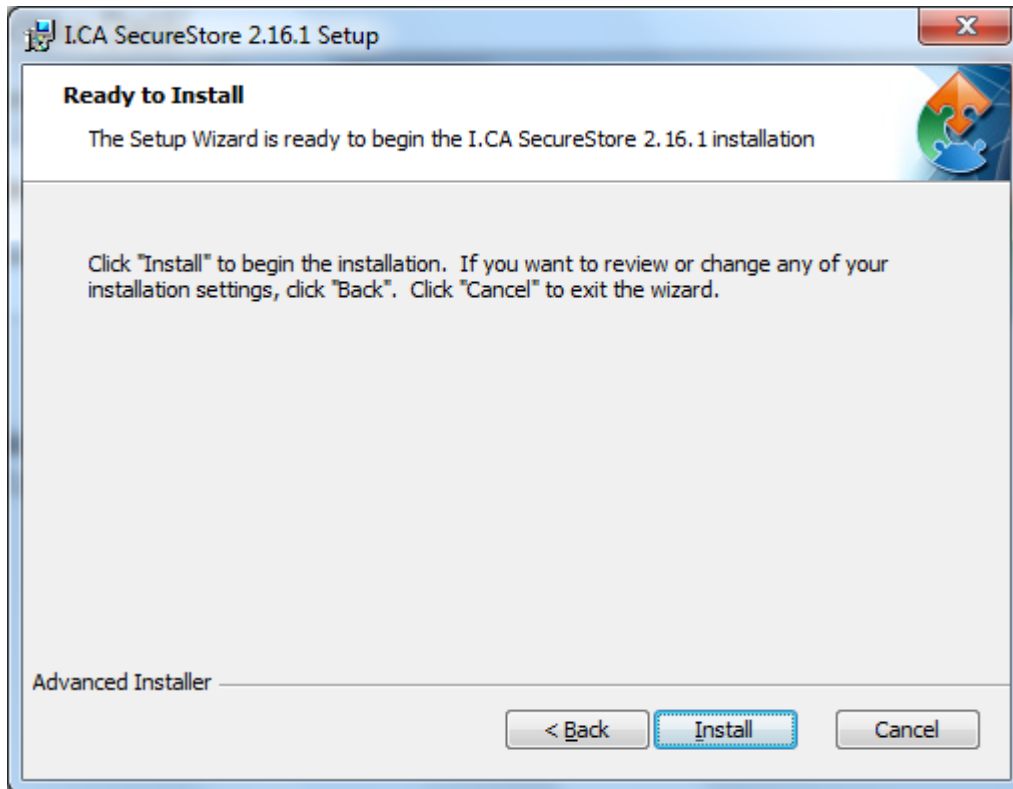 I.CA SecureStore 2.16.1 Setup
Ready to Install
The Setup Wizard is ready to begin the I.CA SecureStore 2.16.1 installation
Click "Install" to begin the installation.  If you want to review or change any of your
installation settings, click "Back".  Click "Cancel" to exit the wizard.
Advanced Installer
< Back
Install
Cancel